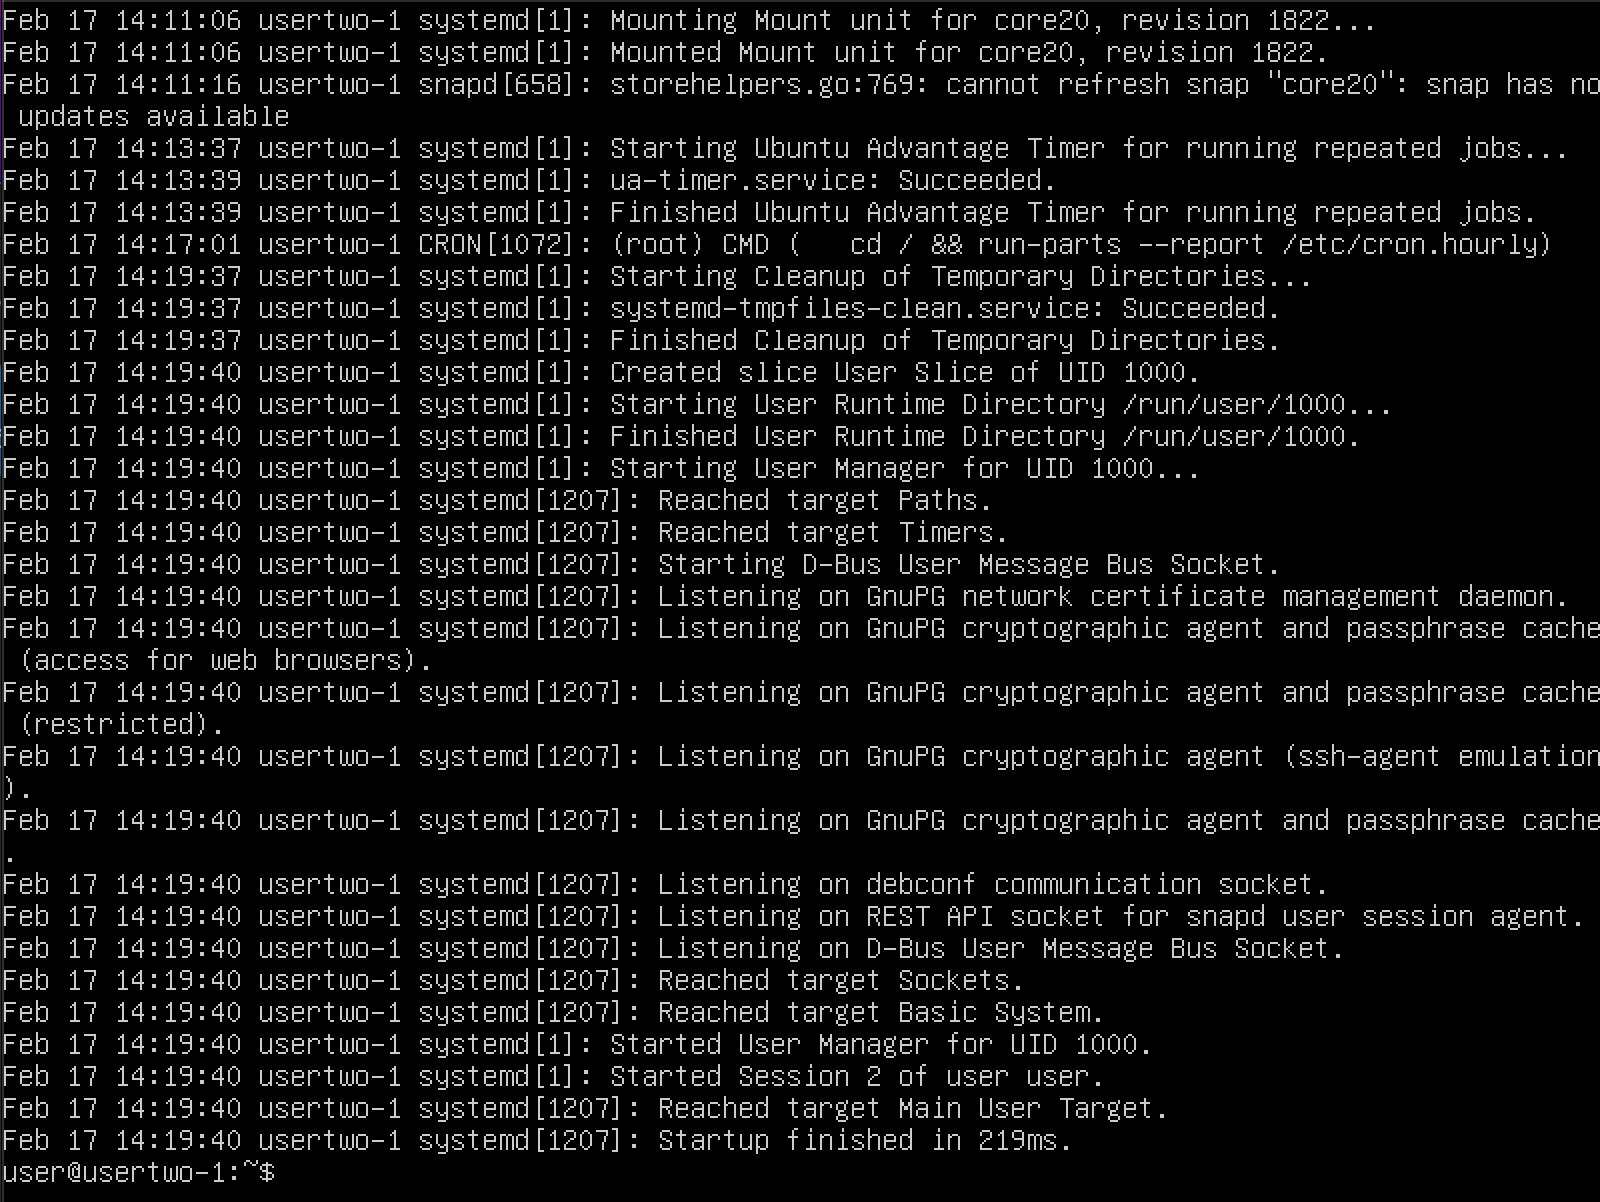 Feb 17 14:11:06 usertwo-1 systemd[1]: Mounting Mount unit for core20, revision 1822...
Feb 17 14:11:06 usertwo-1 systemd[1]: Mounted Mount unit for core20, revision 1822.
Feb 17 14:11:16 usertwo-1 snapd[658]: storehelpers.go:769: cannot refresh snap "core20": snap has no
 updates available
Feb 17 14:13:37 usertwo-1 systemd[1]: Starting Ubuntu Advantage Timer for running repeated jobs...
Feb 17 14:13:39 usertwo-1 systemd[1]: ua-timer.service: Succeeded.
Feb 17 14:13:39 usertwo-1 systemd[1]: Finished Ubuntu Advantage Timer for running repeated jobs.
Feb 17 14:17:01 usertwo-1 CRON[1072]: (root) CMD (   cd / && run-parts --report /etc/cron.hourly)
Feb 17 14:19:37 usertwo-1 systemd[1]: Starting Cleanup of Temporary Directories...
Feb 17 14:19:37 usertwo-1 systemd[1]: systemd-tmpfiles-clean.service: Succeeded.
Feb 17 14:19:37 usertwo-1 systemd[1]: Finished Cleanup of Temporary Directories.
Feb 17 14:19:40 usertwo-1 systemd[1]: Created slice User Slice of UID 1000.
Feb 17 14:19:40 usertwo-1 systemd[1]: Starting User Runtime Directory /run/user/1000...
Feb 17 14:19:40 usertwo-1 systemd[1]: Finished User Runtime Directory /run/user/1000.
Feb 17 14:19:40 usertwo-1 systemd[1]: Starting User Manager for UID 1000...
Feb 17 14:19:40 usertwo-1 systemd[1207]: Reached target Paths.
Feb 17 14:19:40 usertwo-1 systemd[1207]: Reached target Timers.
Feb 17 14:19:40 usertwo-1 systemd[1207]: Starting D-Bus User Message Bus Socket.
Feb 17 14:19:40 usertwo-1 systemd[1207]: Listening on GnuPG network certificate management daemon.
Feb 17 14:19:40 usertwo-1 systemd[1207]: Listening on GnuPG cryptographic agent and passphrase cache
 (access for web browsers).
Feb 17 14:19:40 usertwo-1 systemd[1207]: Listening on GnuPG cryptographic agent and passphrase cache
 (restricted).
Feb 17 14:19:40 usertwo-1 systemd[1207]: Listening on GnuPG cryptographic agent (ssh-agent emulation
).
Feb 17 14:19:40 usertwo-1 systemd[1207]: Listening on GnuPG cryptographic agent and passphrase cache
.
Feb 17 14:19:40 usertwo-1 systemd[1207]: Listening on debconf communication socket.
Feb 17 14:19:40 usertwo-1 systemd[1207]: Listening on REST API socket for snapd user session agent.
Feb 17 14:19:40 usertwo-1 systemd[1207]: Listening on D-Bus User Message Bus Socket.
Feb 17 14:19:40 usertwo-1 systemd[1207]: Reached target Sockets.
Feb 17 14:19:40 usertwo-1 systemd[1207]: Reached target Basic System.
Feb 17 14:19:40 usertwo-1 systemd[1]: Started User Manager for UID 1000.
Feb 17 14:19:40 usertwo-1 systemd[1]: Started Session 2 of user user.
Feb 17 14:19:40 usertwo-1 systemd[1207]: Reached target Main User Target.
Feb 17 14:19:40 usertwo-1 systemd[1207]: Startup finished in 219ms.
user@usertwo-1:~$